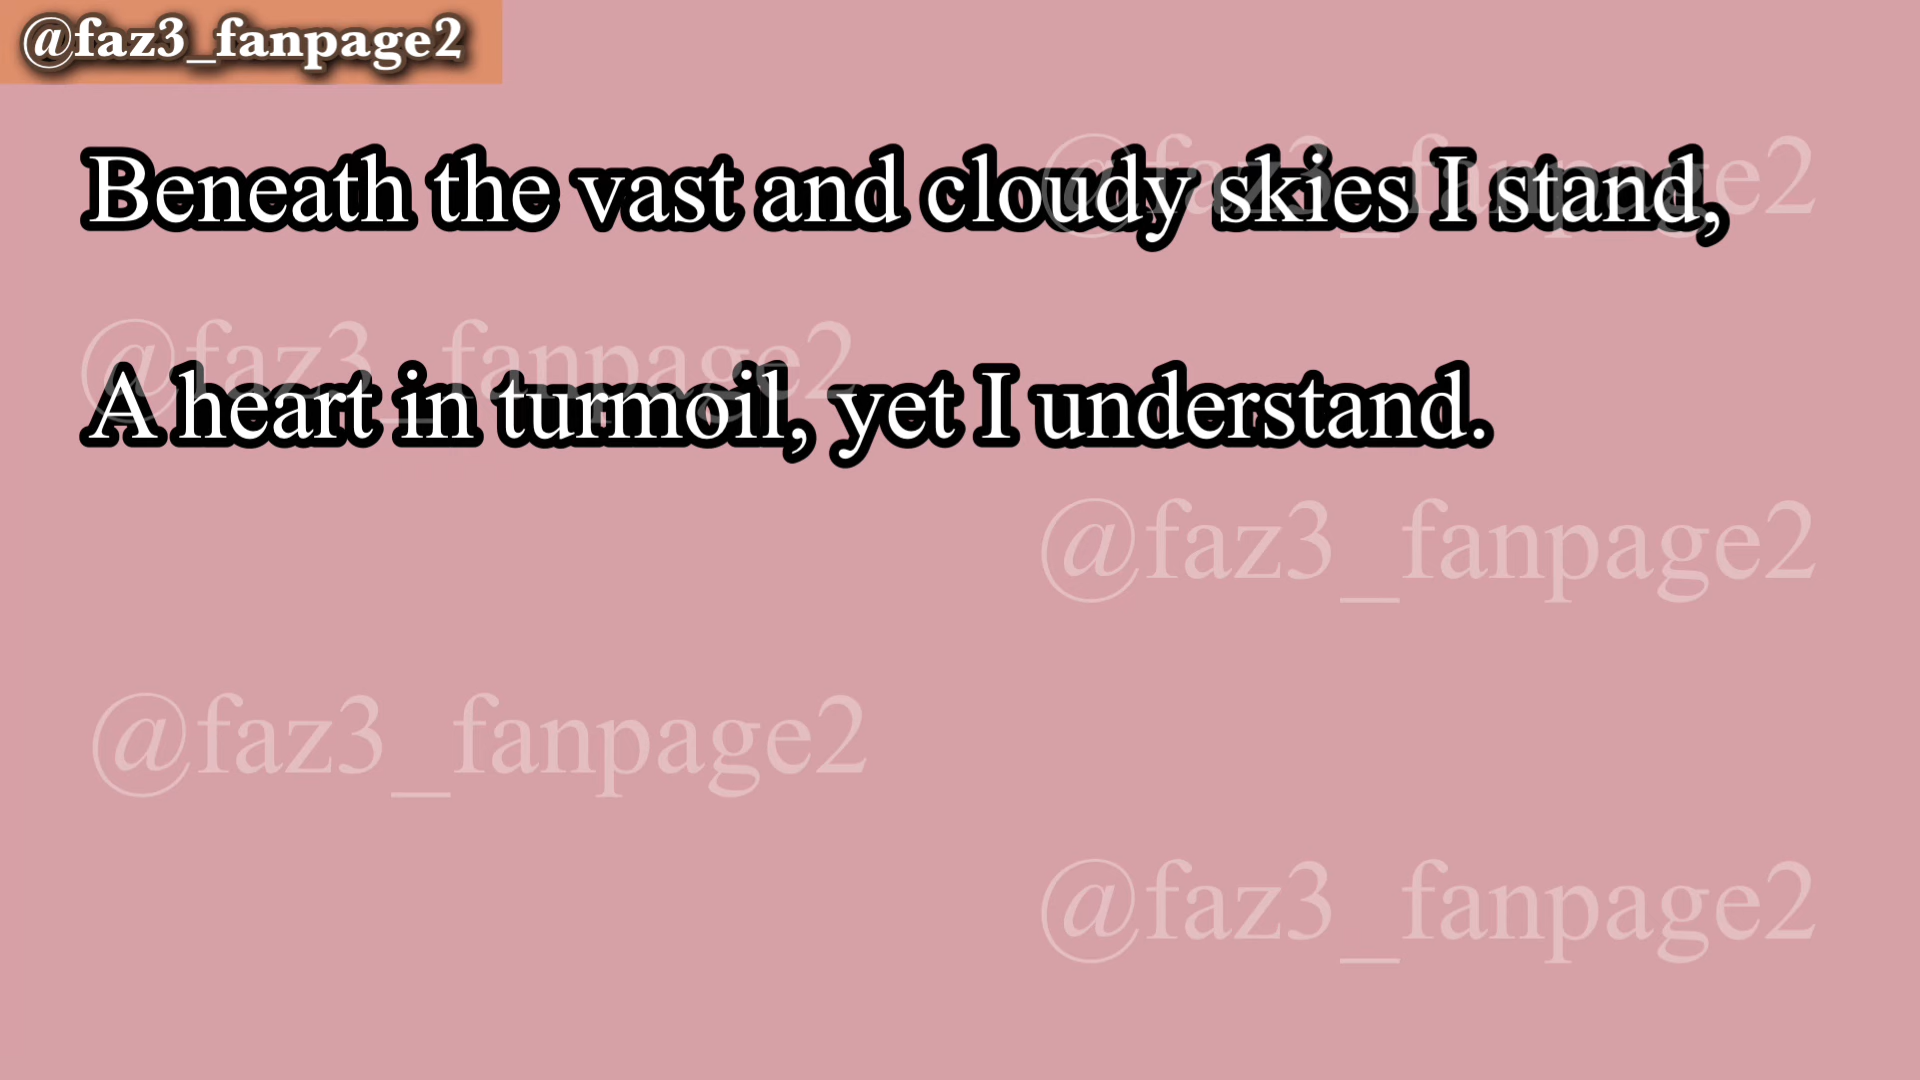 @faz3_fanpage2
@faz3_fanpage2
Beneath the vast and cloudy skies I stand,
@faz3_fanpage2
A heart in turmoil, yet I understand.
@faz3_fanpage2
@faz3_fanpage2
@faz3_fanpage2